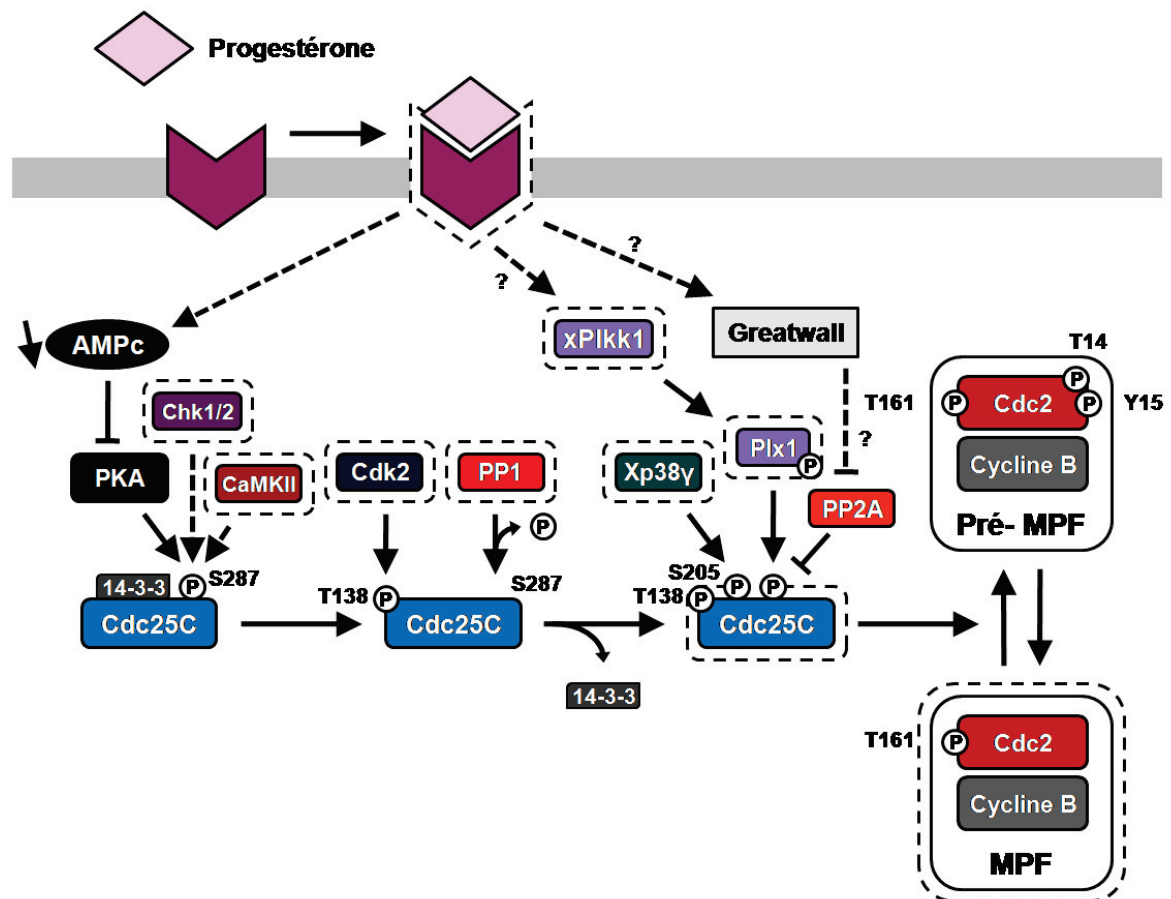 Progestérone
?
?
AMPc
xPlkk1
Greatwall
T14
Chk1/2
T161
P
P
Cdc2
P
Y15
Plx1
?
PKA
CaMKII
Cdk2
PP1
Xp38γ
P
Cycline B
PP2A
P
Pré- MPF
14-3-3
P
S287
S287
S205
T138
P
T138
P
P
P
Cdc25C
Cdc25C
Cdc25C
14-3-3
T161
P
Cdc2
Cycline B
MPF